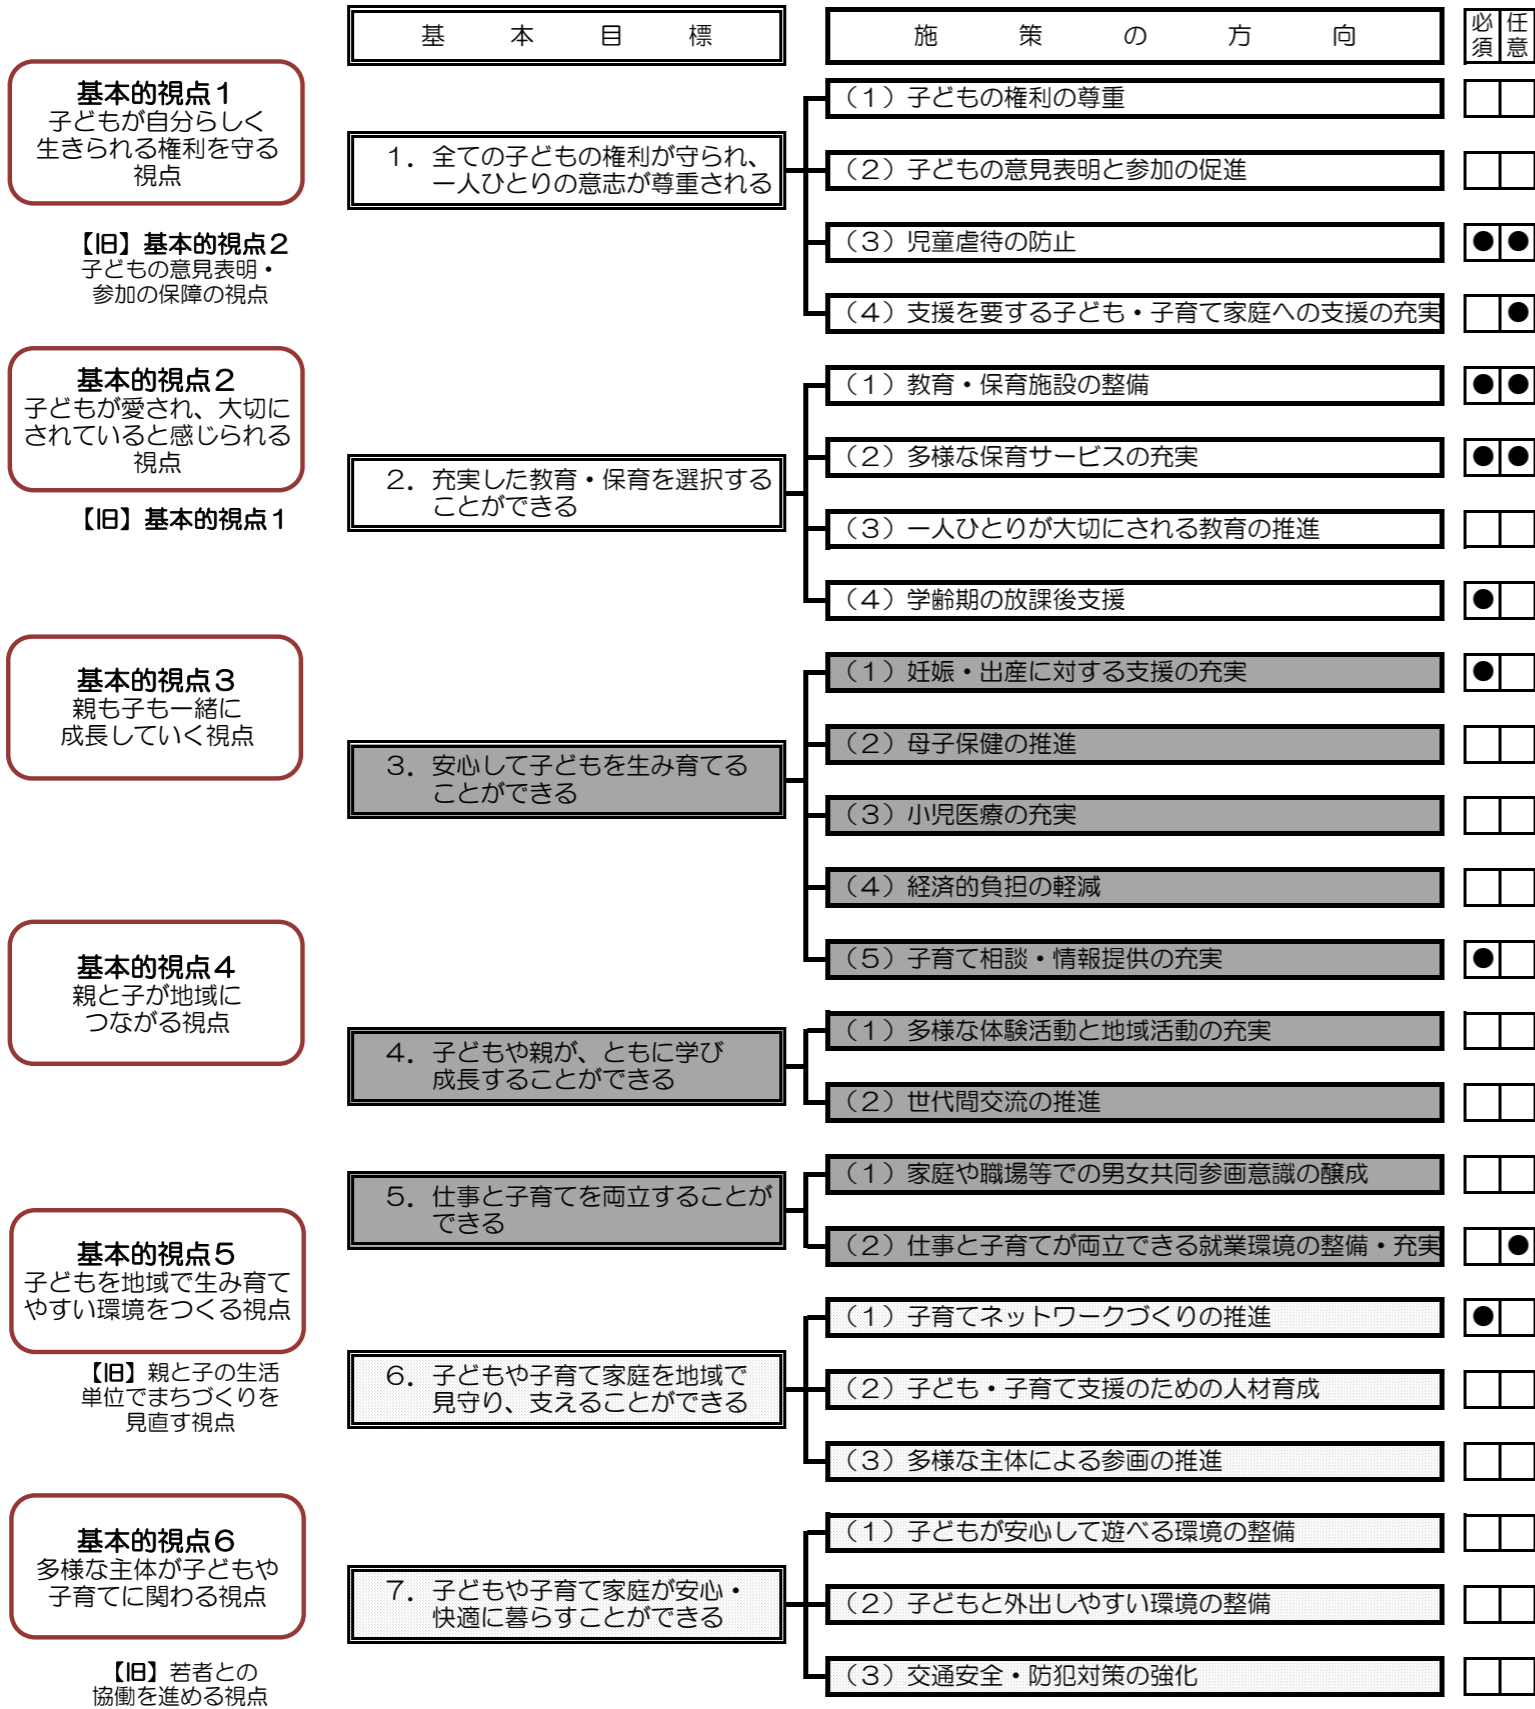 基本目標
施策の方向
必須
任意
基本的視点１
子どもが自分らしく
生きられる権利を守る
視点
【旧】基本的視点２
子どもの意見表明・
参加の保障の視点
基本的視点２
子どもが愛され、大切に
されていると感じられる
視点
【旧】基本的視点１
基本的視点３
親も子も一緒に
成長していく視点
基本的視点４
親と子が地域に
つながる視点
基本的視点５
子どもを地域で生み育て
やすい環境をつくる視点
【旧】親と子の生活
単位でまちづくりを
見直す視点
基本的視点６
多様な主体が子どもや
子育てに関わる視点
【旧】若者との
協働を進める視点
１．全ての子どもの権利が守られ、
一人ひとりの意志が尊重される
（１）子どもの権利の尊重
（２）子どもの意見表明と参加の促進
（３）児童虐待の防止 ●●
（４）支援を要する子ども・子育て家庭への支援の充実 ●
２．充実した教育・保育を選択する
ことができる
（１）教育・保育施設の整備 ●●
（２）多様な保育サービスの充実 ●●
（３）一人ひとりが大切にされる教育の推進
（４）学齢期の放課後支援 ●
３．安心して子どもを生み育てる
ことができる
（１）妊娠・出産に対する支援の充実 ●
（２）母子保健の推進
（３）小児医療の充実
（４）経済的負担の軽減
（５）子育て相談・情報提供の充実 ●
４．子どもや親が、ともに学び
成長することができる
（１）多様な体験活動と地域活動の充実
（２）世代間交流の推進
５．仕事と子育てを両立することが
できる
（１）家庭や職場等での男女共同参画意識の醸成
（２）仕事と子育てが両立できる就業環境の整備・充実 ●
６．子どもや子育て家庭を地域で
見守り、支えることができる
（１）子育てネットワークづくりの推進 ●
（２）子ども・子育て支援のための人材育成
（３）多様な主体による参画の推進
７．子どもや子育て家庭が安心・
快適に暮らすことができる
（１）子どもが安心して遊べる環境の整備
（２）子どもと外出しやすい環境の整備
（３）交通安全・防犯対策の強化